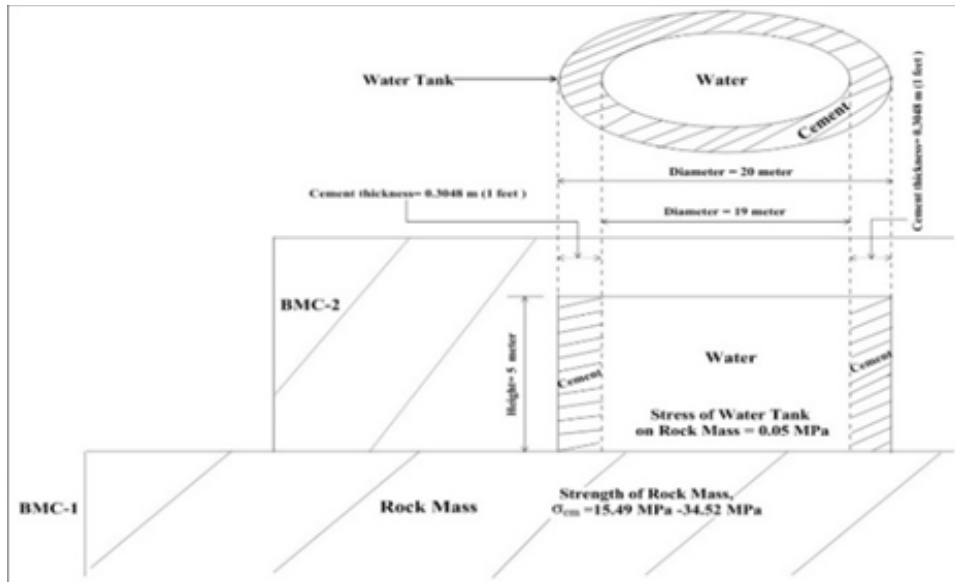 Water Tank
Water
Cement
Diameter = 20 meter
Cement thickness= 0.3048 m (1 feet )
Diameter = 19 meter
Cement thickness= 0.3048 m (1 feet )
BMC-2
Height= 5 meter
Cement
Water
Cement
Stress of Water Tank
on Rock Mass = 0.05 MPa
BMC-1
Rock Mass
Strength of Rock Mass,
σcm =15.49 MPa -34.52 MPa